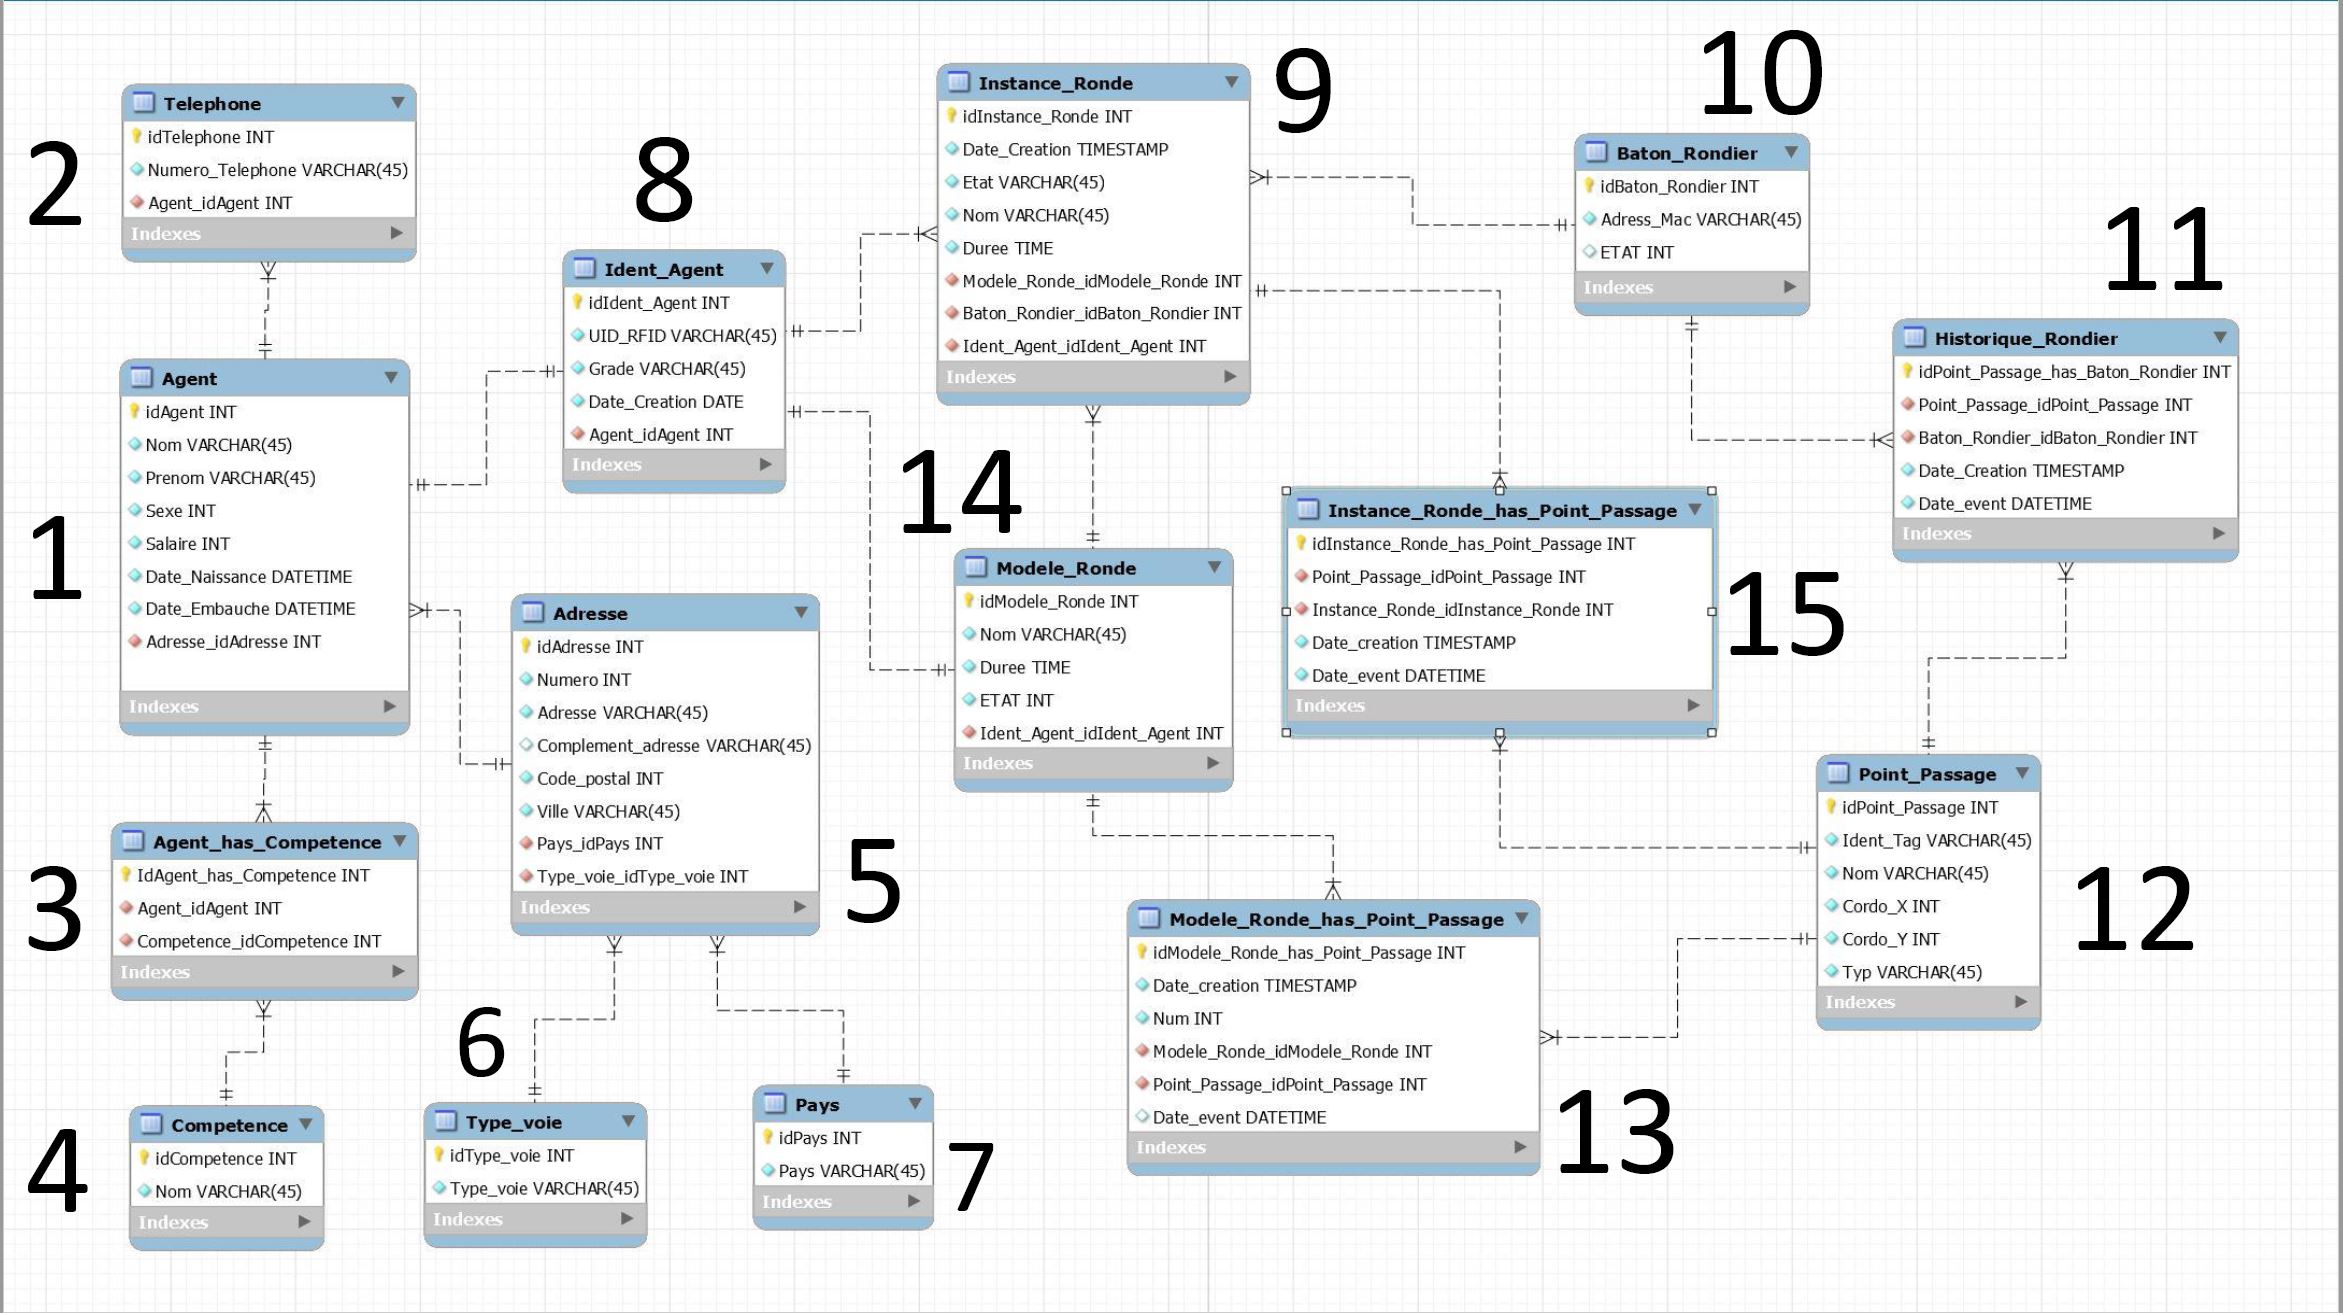 2
Telephone
idTelephone INT
Numero_Telephone VARCHAR(45)
Agent_idAgent INT
Indexes
1
Agent
idAgent INT
Nom VARCHAR(45)
Prenom VARCHAR(45)
Sexe INT
Salaire INT
Date_Naissance DATETIME
Date_Embauche DATETIME
Adresse_idAdresse INT
Indexes
3
Agent_has_Competence
IdAgent_has_Competence INT
Agent_idAgent INT
Competence_idCompetence INT
Indexes
4
Competence
idCompetence INT
Nom VARCHAR(45)
Indexes
8
Ident_Agent
idIdent_Agent INT
UID_RFID VARCHAR(45)
Grade VARCHAR(45)
Date_Creation DATE
Agent_idAgent INT
Indexes
5
Adresse
idAdresse INT
Numero INT
Adresse VARCHAR(45)
Complement_adresse VARCHAR(45)
Code_postal INT
Ville VARCHAR(45)
Pays_idPays INT
Type_voie_idType_voie INT
Indexes
6
Type_voie
idType_voie INT
Type_voie VARCHAR(45)
Indexes
7
Pays
idPays INT
Pays VARCHAR(45)
Indexes
9
Instance_Ronde
idInstance_Ronde INT
Date_Creation TIMESTAMP
Etat VARCHAR(45)
Nom VARCHAR(45)
Duree TIME
Modele_Ronde_idModele_Ronde INT
Baton_Rondier_idBaton_Rondier INT
Ident_Agent_idIdent_Agent INT
Indexes
14
Modele_Ronde
idModele_Ronde INT
Nom VARCHAR(45)
Duree TIME
ETAT INT
Ident_Agent_idIdent_Agent INT
Indexes
10
Baton_Rondier
idBaton_Rondier INT
Adress_Mac VARCHAR(45)
ETAT INT
Indexes
11
Historique_Rondier
idPoint_Passage_has_Baton_Rondier INT
Point_Passage_idPoint_Passage INT
Baton_Rondier_idBaton_Rondier INT
Date_Creation TIMESTAMP
Date_event DATETIME
Indexes
15
Instance_Ronde_has_Point_Passage
idInstance_Ronde_has_Point_Passage INT
Point_Passage_idPoint_Passage INT
Instance_Ronde_idInstance_Ronde INT
Date_creation TIMESTAMP
Date_event DATETIME
Indexes
12
Point_Passage
idPoint_Passage INT
Ident_Tag VARCHAR(45)
Nom VARCHAR(45)
Cordo_X INT
Cordo_Y INT
Typ VARCHAR(45)
Indexes
13
Modele_Ronde_has_Point_Passage
idModele_Ronde_has_Point_Passage INT
Date_creation TIMESTAMP
Num INT
Modele_Ronde_idModele_Ronde INT
Point_Passage_idPoint_Passage INT
Date_event DATETIME
Indexes